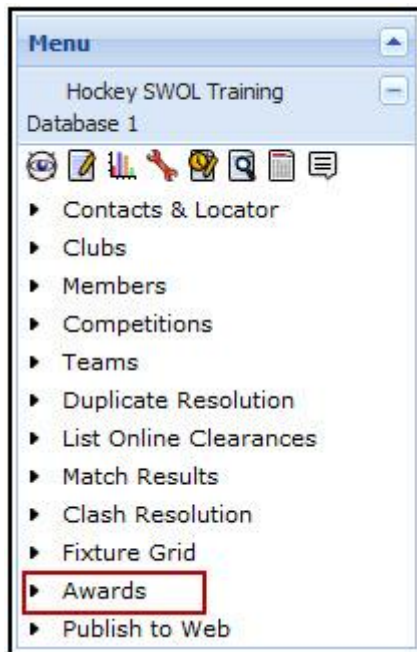 Menu
Hockey SWOL Training
Database 1
Contacts & Locator
Clubs
Members
Competitions
Teams
Duplicate Resolution
List Online Clearances
Match Results
Clash Resolution
Fixture Grid
Awards
Publish to Web